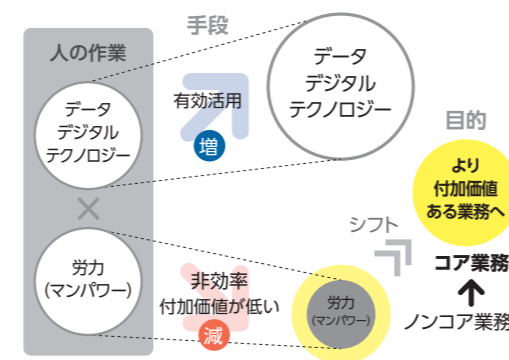 手段
人の作業
データ
デジタル
テクノロジー
有効活用
増
データ
デジタル
テクノロジー
目的
より
付加価値
ある業務へ
×
シフト
労力
(マンパワー)
非効率
付加価値が低い
減
労力
(マンパワー)
コア業務
ノンコア業務